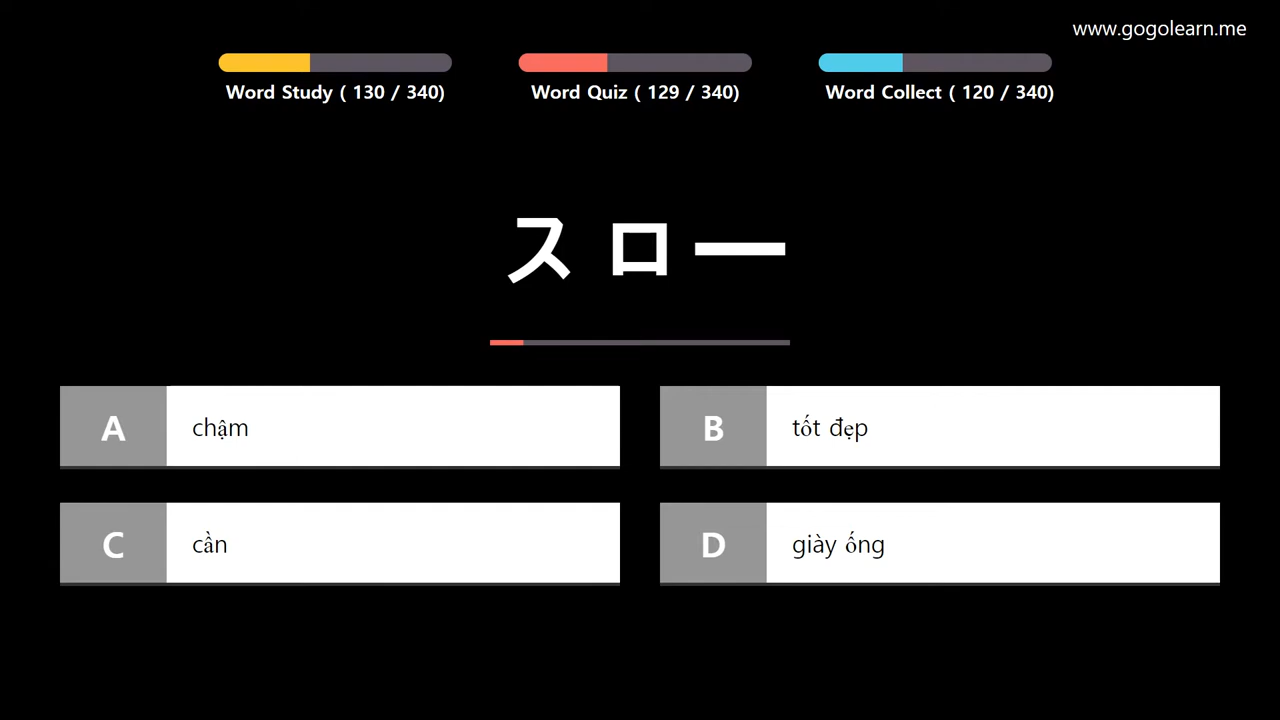 www.gogolearn.me
Word Study ( 130 / 340)
Word Quiz ( 129 / 340)
Word Collect ( 120 / 340)
スロー
A chậm
B tốt đẹp
C cần
D giày ống